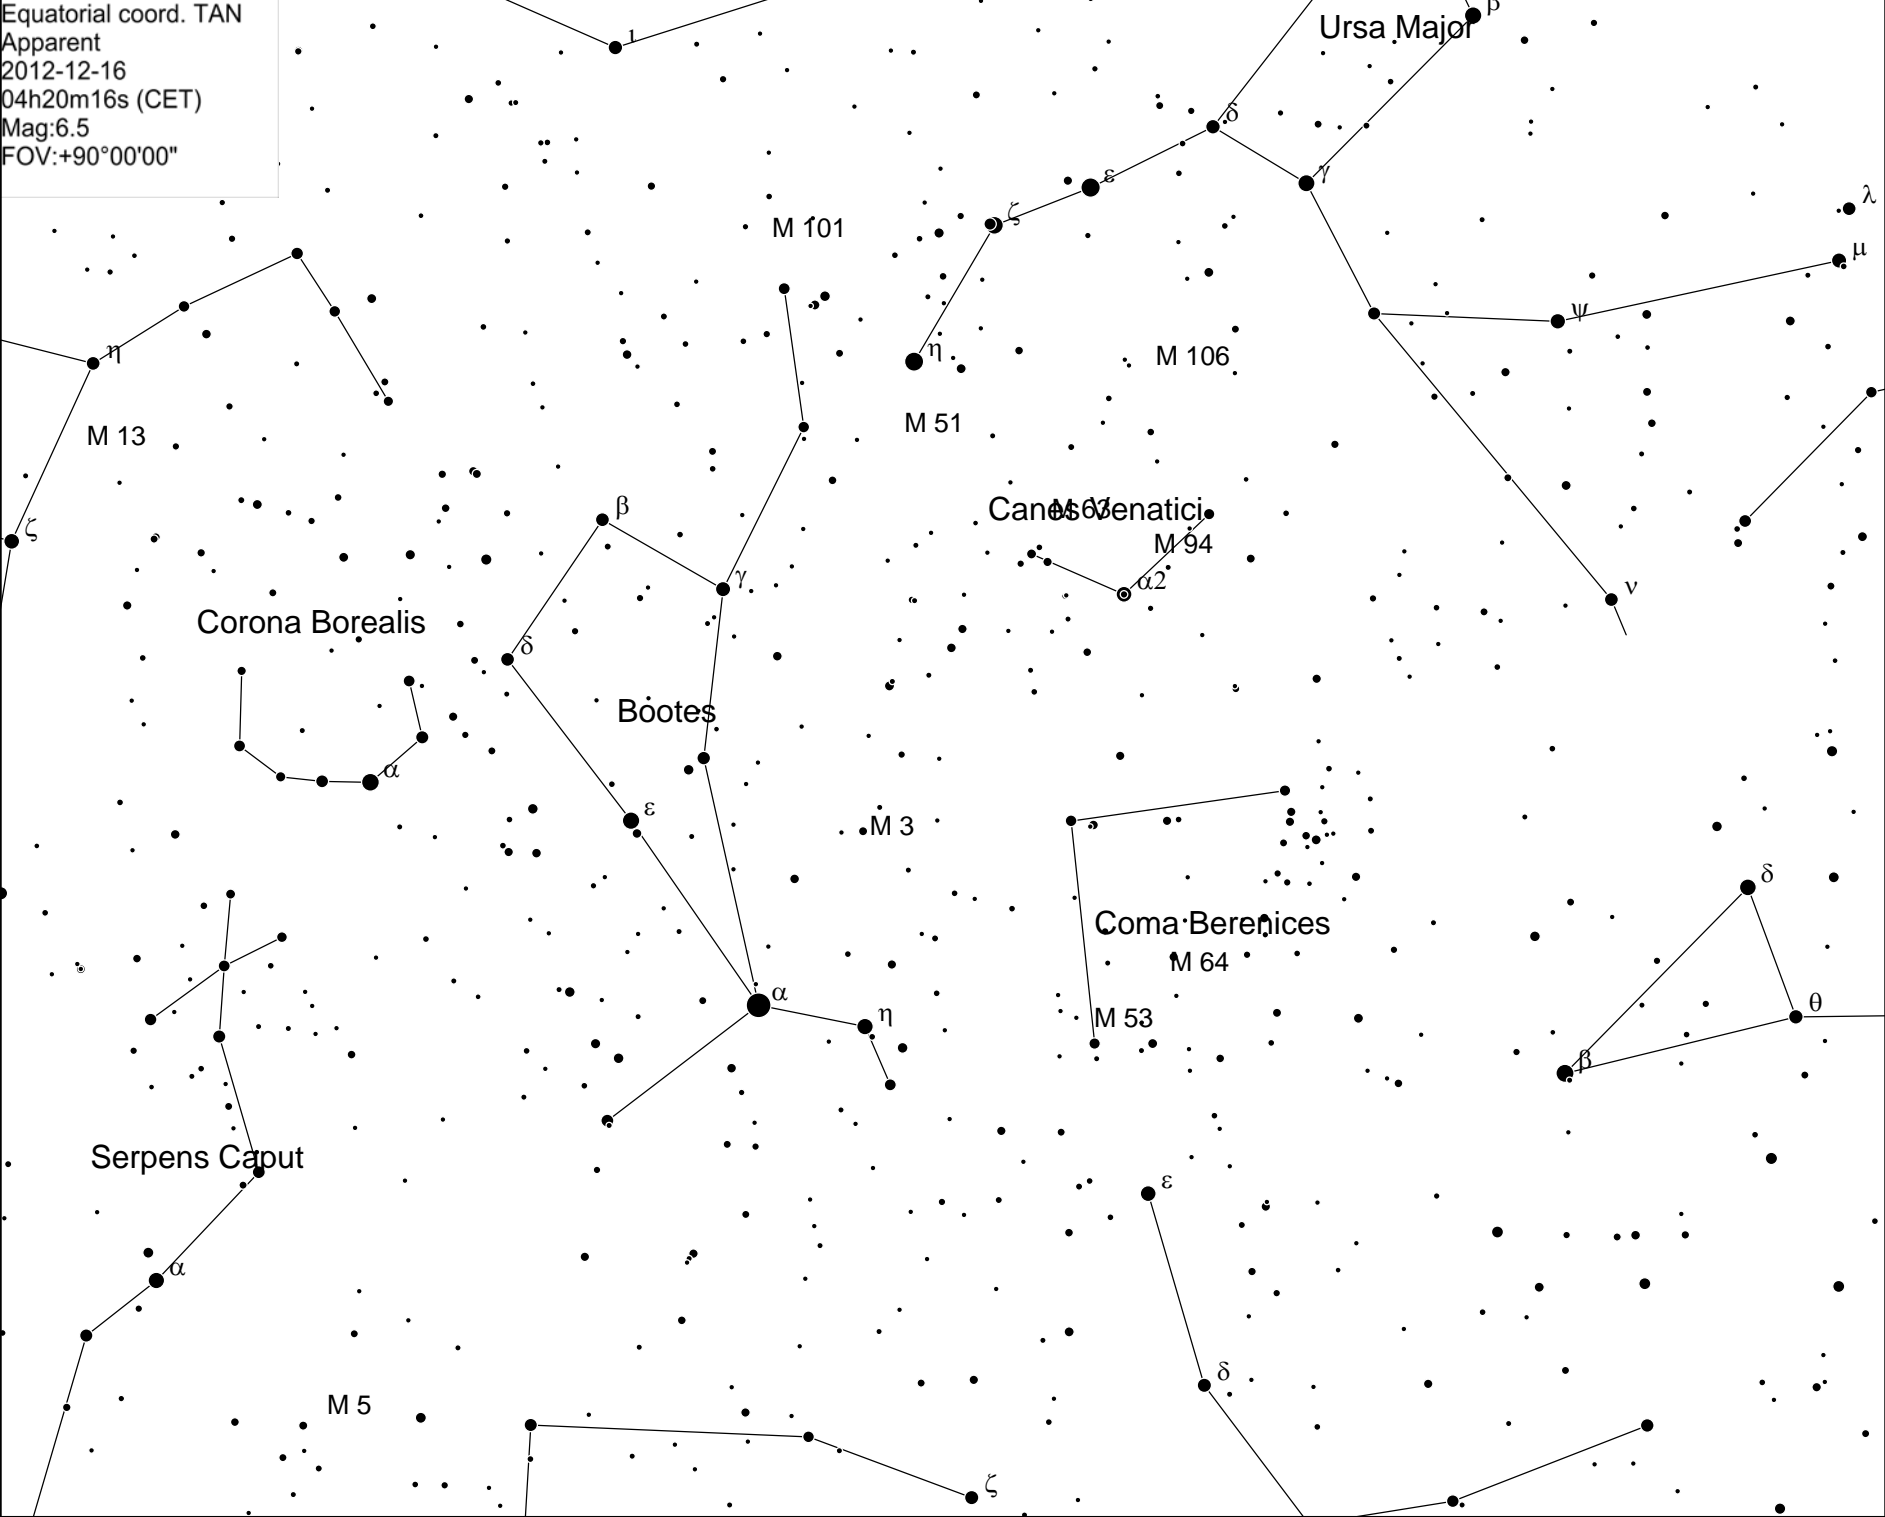 Equatorial coord. TAN
Apparent
2012-12-16
04h20m16s (CET)
Mag:6.5
FOV:+90°00'00"
ι
Ursa Major
β
δ
ε
γ
ζ
λ
M 101
μ
ψ
η
η
M 106
M 13
M 51
β
Canes Venatici
M 63
ζ
M 94
γ
α2
ν
Corona Borealis
δ
Bootes
α
ε
M 3
δ
Coma Berenices
M 64
α
η
M 53
θ
β
Serpens Caput
ε
α
δ
M 5
ζ